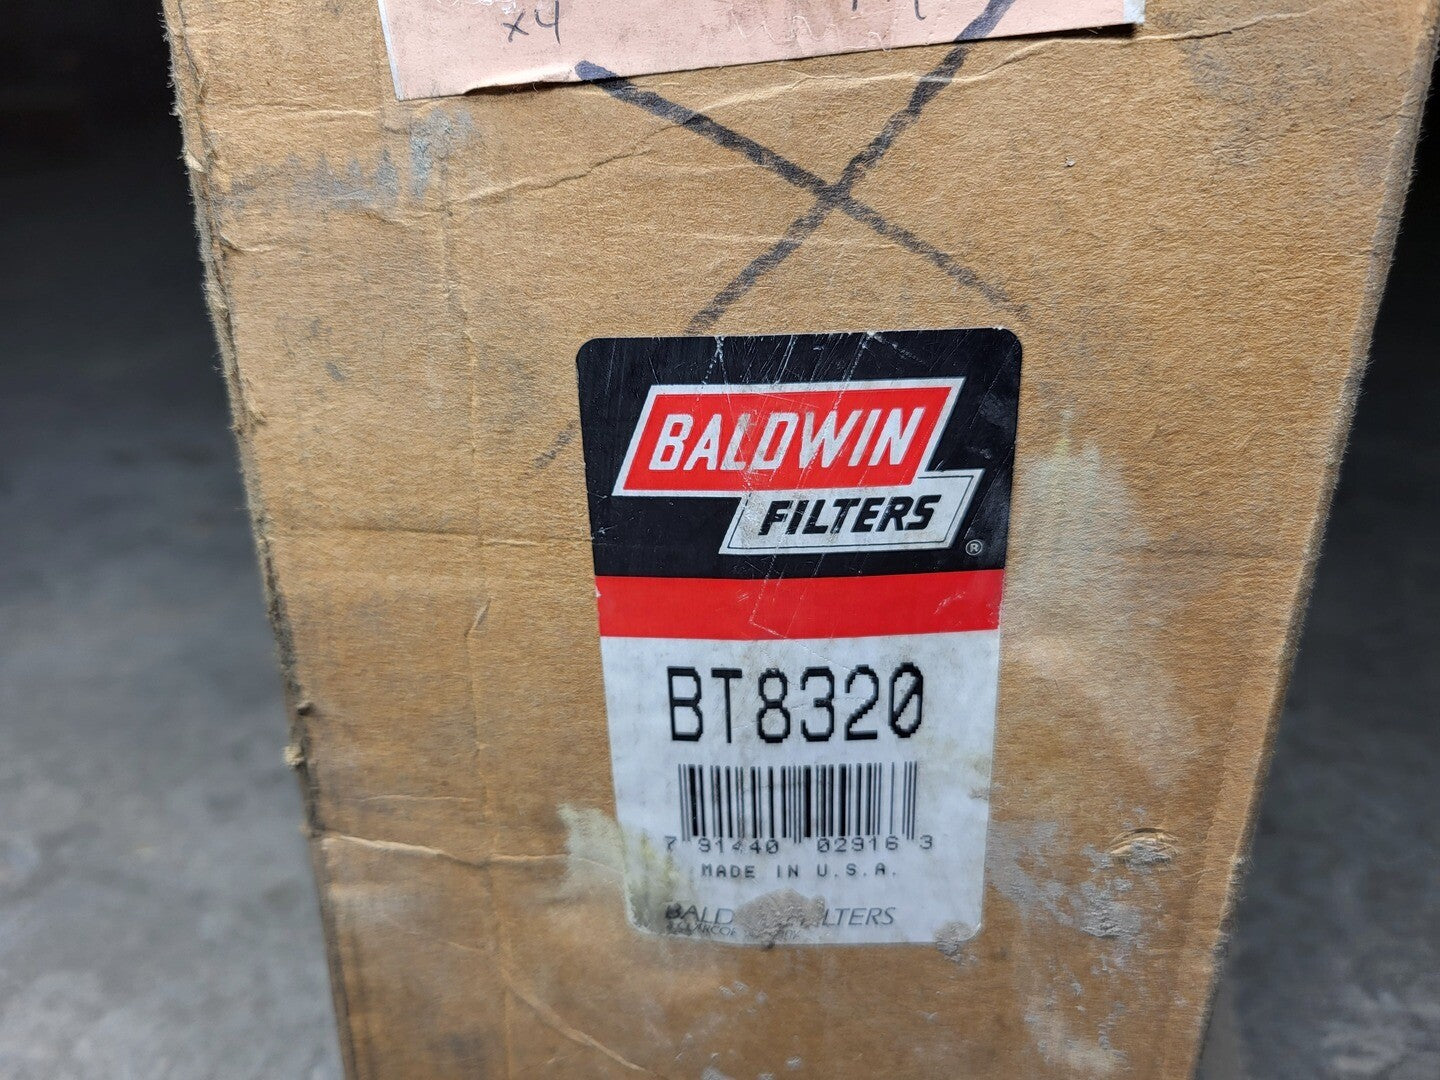 x4
BALDWIN
FILTERS
®
BT8320
7 91440 02916 3
MADE IN U.S.A.